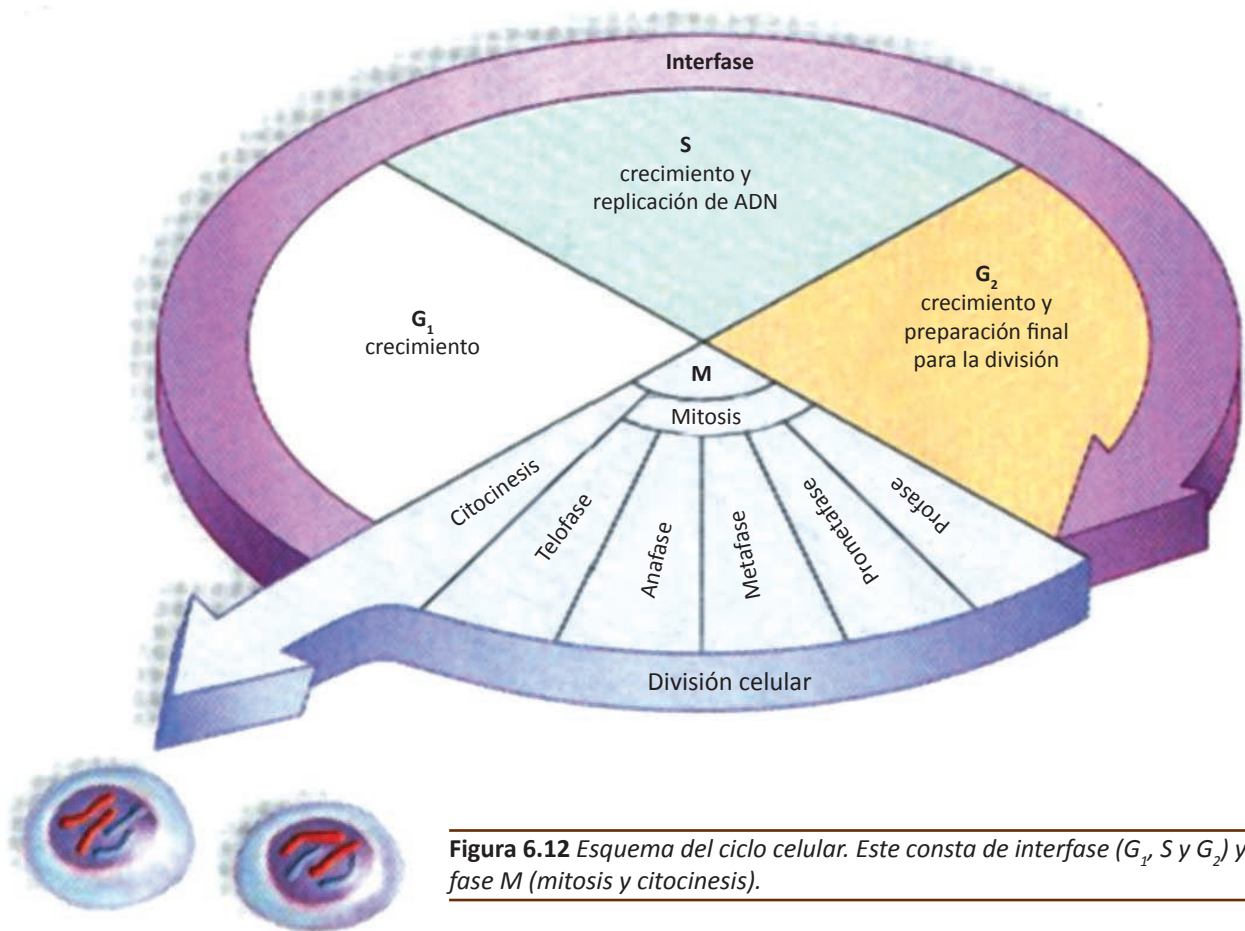 Interfase
S
crecimiento y
replicación de ADN
G₁
crecimiento
G₂
crecimiento y
preparación final
para la división
M
Mitosis
Citocinesis
Telofase
Anafase
Metafase
Prometafase
Profase
División celular
Figura 6.12 Esquema del ciclo celular. Este consta de interfase (G₁, S y G₂) y
fase M (mitosis y citocinesis).